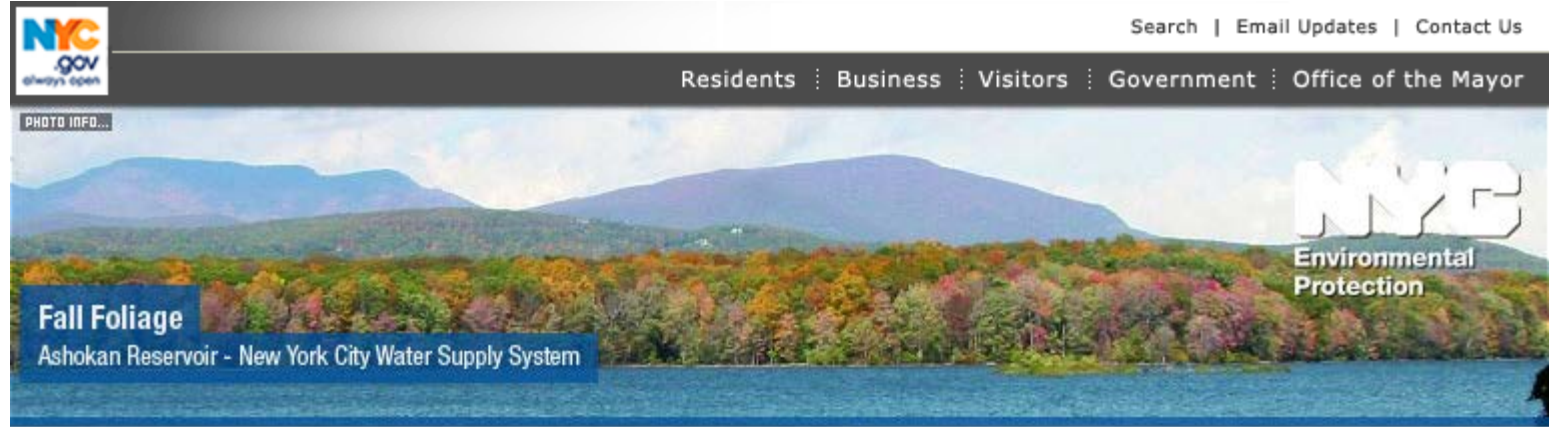 NYC
.gov
always open
Search | Email Updates | Contact Us
Residents Business Visitors Government Office of the Mayor
PHOTO INFO...
NYC
Environmental
Protection
Fall Foliage
Ashokan Reservoir - New York City Water Supply System